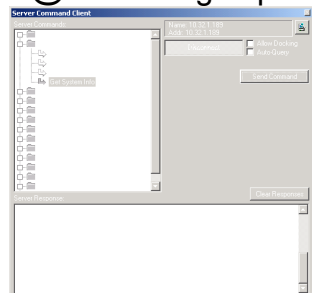 Server Command Client
Server Commands:
Name: 10.32.1.189
Addr: 10.32.1.189
Allow Docking
Auto-Query
Get System Info
Send Command
Clear Responses
Server Response: